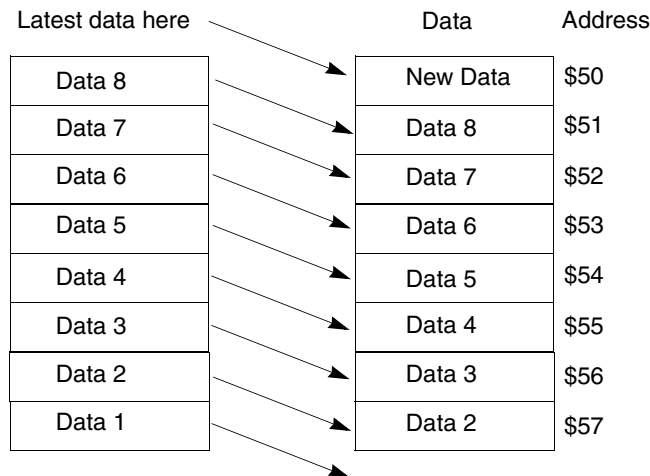 Latest data here Data Address
Data 8 New Data $50
Data 7 Data 8 $51
Data 6 Data 7 $52
Data 5 Data 6 $53
Data 4 Data 5 $54
Data 3 Data 4 $55
Data 2 Data 3 $56
Data 1 Data 2 $57